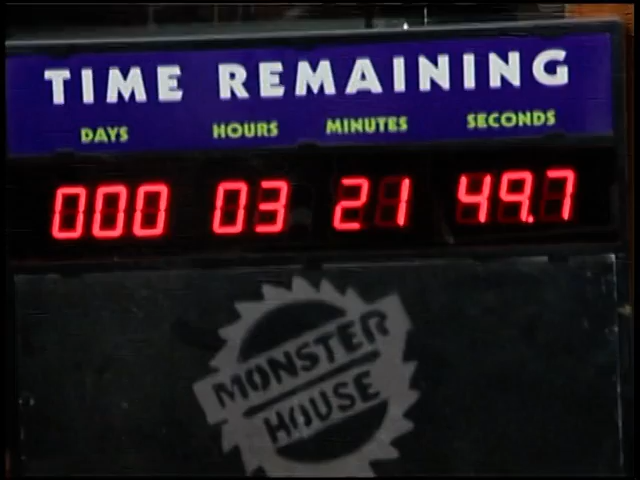 TIME REMAINING
DAYS HOURS MINUTES SECONDS
000 03 21 49.7
MONSTER
HOUSE